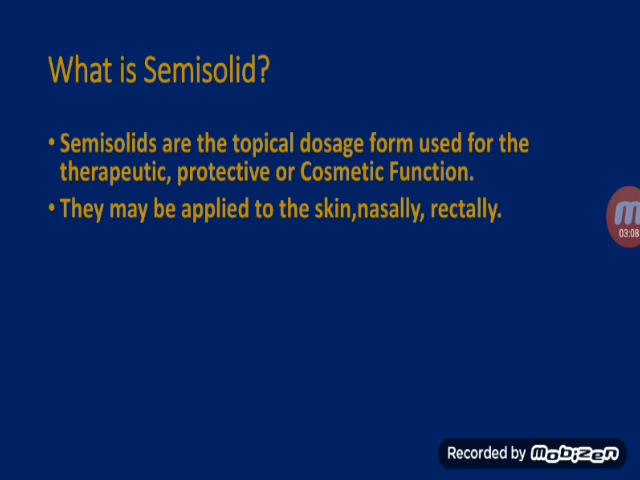 What is Semisolid?
• Semisolids are the topical dosage form used for the
therapeutic, protective or Cosmetic Function.
• They may be applied to the skin,nasally, rectally.
m
03:08
Recorded by mobizen